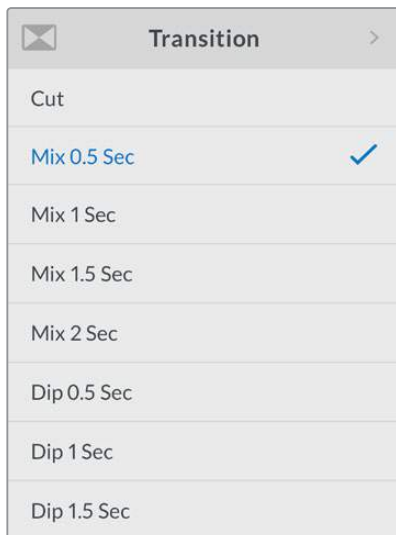 Transition
Cut
Mix 0.5 Sec
Mix 1 Sec
Mix 1.5 Sec
Mix 2 Sec
Dip 0.5 Sec
Dip 1 Sec
Dip 1.5 Sec